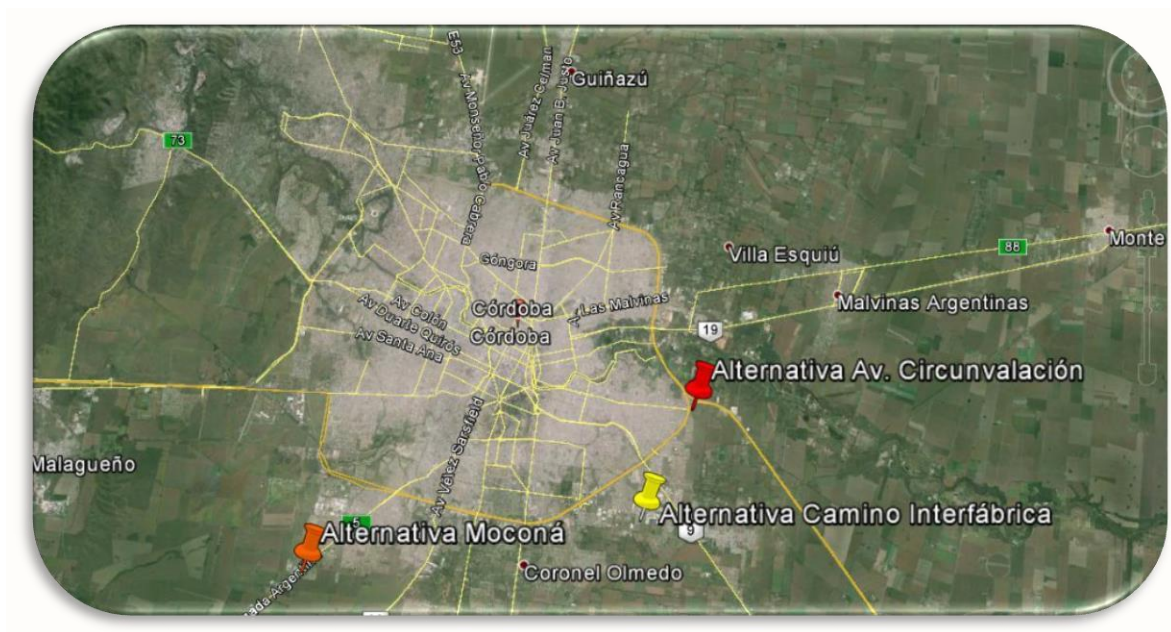 E53
Av Monseñor Pablo Cabrera
Av Juárez Celman
Av Juan B. Justo
Guiñazú
73
Av Rancagua
88
Monte
Góngora
Villa Esquiú
Av Colón
Av Duarte Quirós
Av Santa Ana
Córdoba
Córdoba
Las Malvinas
Malvinas Argentinas
19
Alternativa Av. Circunvalación
Av Vélez Sarsfield
Malagueño
Alternativa Camino Interfábrica
9
5
Alternativa Moconá
Coronel Olmedo